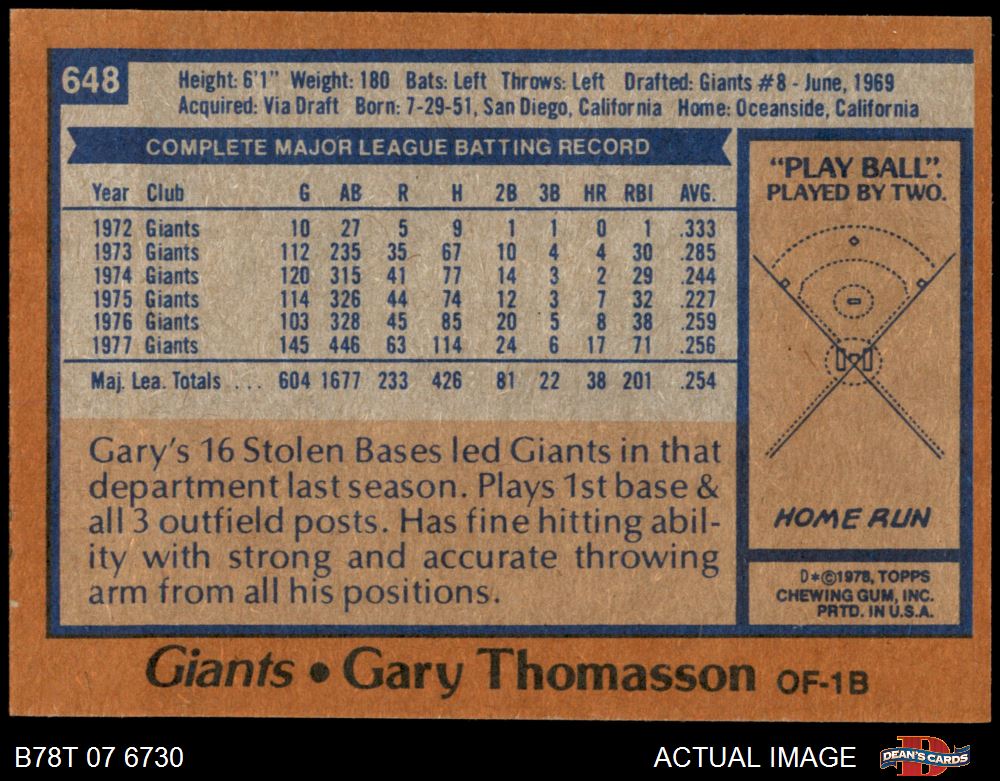 648
Height: 6'1" Weight: 180 Bats: Left Throws: Left Drafted: Giants #8 - June, 1969
Acquired: Via Draft Born: 7-29-51, San Diego, California Home: Oceanside, California
COMPLETE MAJOR LEAGUE BATTING RECORD
Year Club G AB R H 2B 3B HR RBI AVG.
1972 Giants 10 27 5 9 1 1 0 1 .333
1973 Giants 112 235 35 67 10 4 4 30 .285
1974 Giants 120 315 41 77 14 3 2 29 .244
1975 Giants 114 326 44 74 12 3 7 32 .227
1976 Giants 103 328 45 85 20 5 8 38 .259
1977 Giants 145 446 63 114 24 6 17 71 .256
Maj. Lea. Totals . . . 604 1677 233 426 81 22 38 201 .254
Gary's 16 Stolen Bases led Giants in that
department last season. Plays 1st base &
all 3 outfield posts. Has fine hitting abil-
ity with strong and accurate throwing
arm from all his positions.
"PLAY BALL".
PLAYED BY TWO.
HOME RUN
D*©1978, TOPPS
CHEWING GUM, INC.
PRTD. IN U.S.A.
Giants • Gary Thomasson OF-1B
B78T 07 6730
ACTUAL IMAGE
DEAN'S CARDS